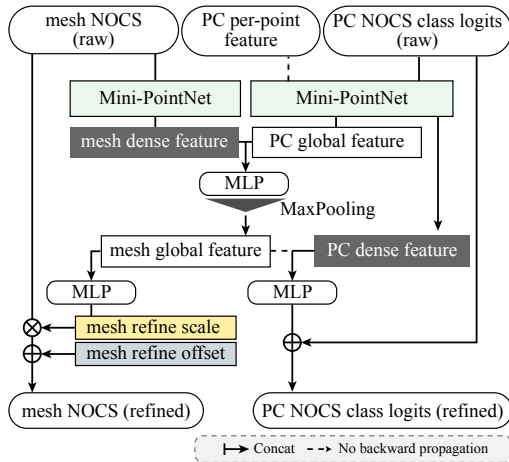 mesh NOCS
(raw)
PC per-point
feature
PC NOCS class logits
(raw)
Mini-PointNet
Mini-PointNet
mesh dense feature
PC global feature
MLP
MaxPooling
mesh global feature
PC dense feature
MLP
MLP
mesh refine scale
mesh refine offset
mesh NOCS (refined)
PC NOCS class logits (refined)
Concat
No backward propagation